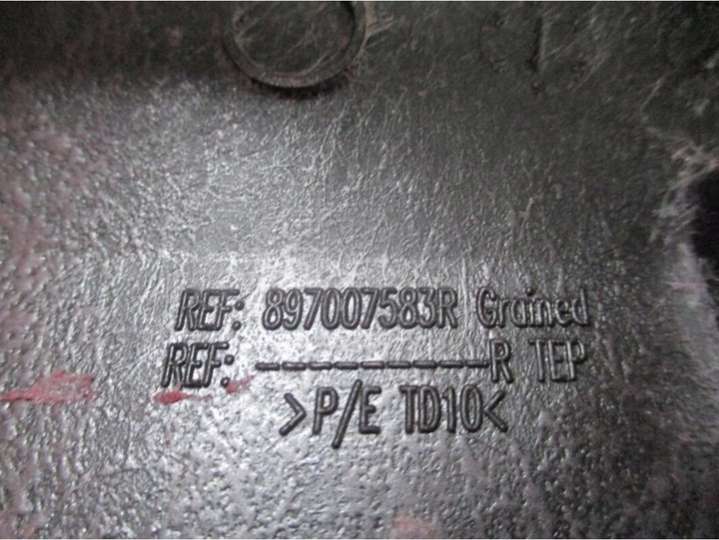 REF: 897007583R Grained
REF: ----------R TEP
>P/E TD10<